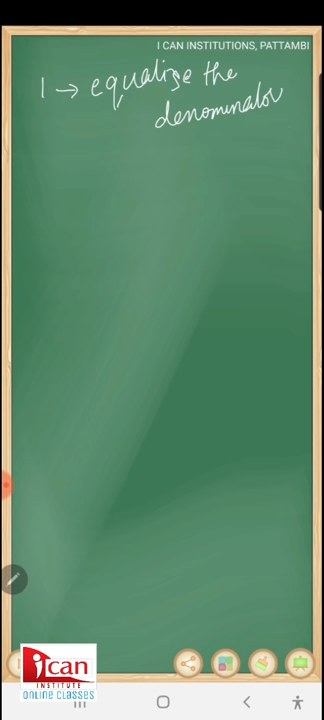 I CAN INSTITUTIONS, PATTAMBI
1 → equalise the
denominator
ican
INSTITUTE
ONLINE CLASSES